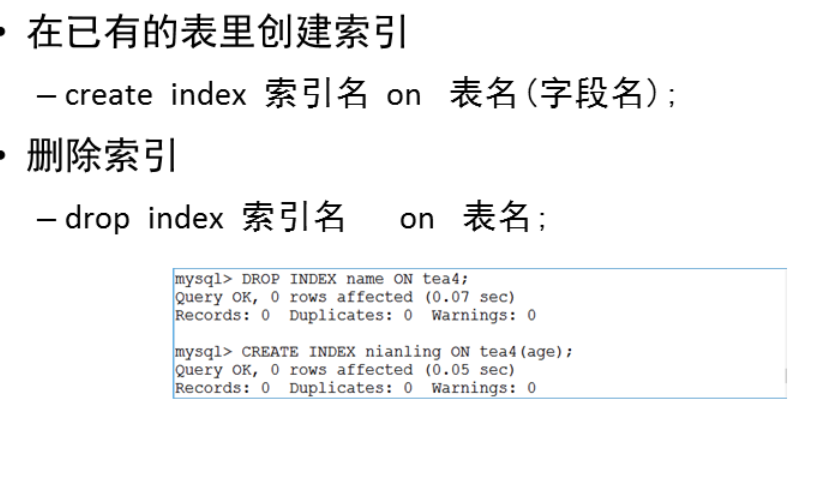 • 在已有的表里创建索引
– create index 索引名 on 表名(字段名);
• 删除索引
– drop index 索引名 on 表名;
mysql> DROP INDEX name ON tea4;
Query OK, 0 rows affected (0.07 sec)
Records: 0 Duplicates: 0 Warnings: 0
mysql> CREATE INDEX nianling ON tea4(age);
Query OK, 0 rows affected (0.05 sec)
Records: 0 Duplicates: 0 Warnings: 0